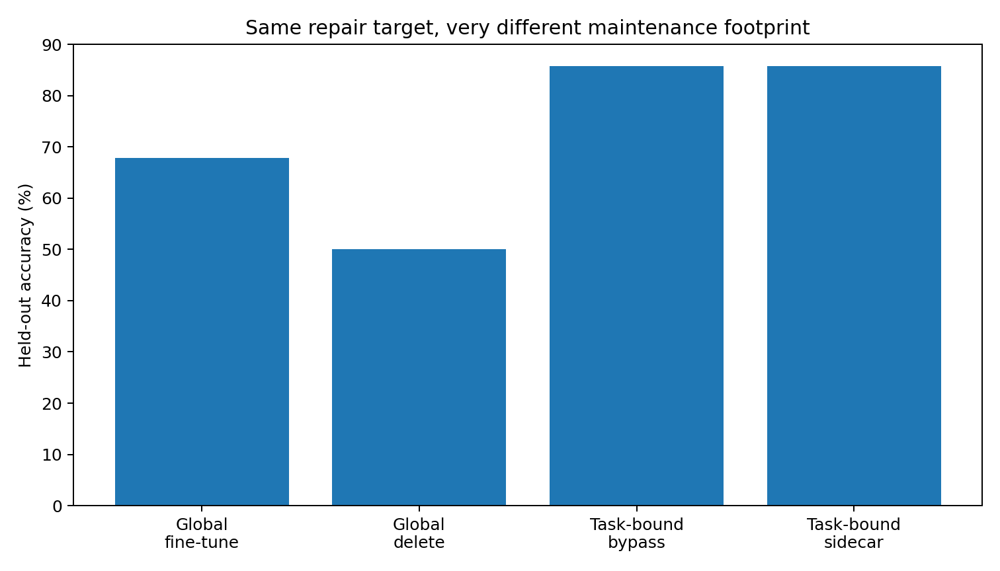 Same repair target, very different maintenance footprint
Held-out accuracy (%)
90
80
70
60
50
40
30
20
10
0
Global
fine-tune
Global
delete
Task-bound
bypass
Task-bound
sidecar